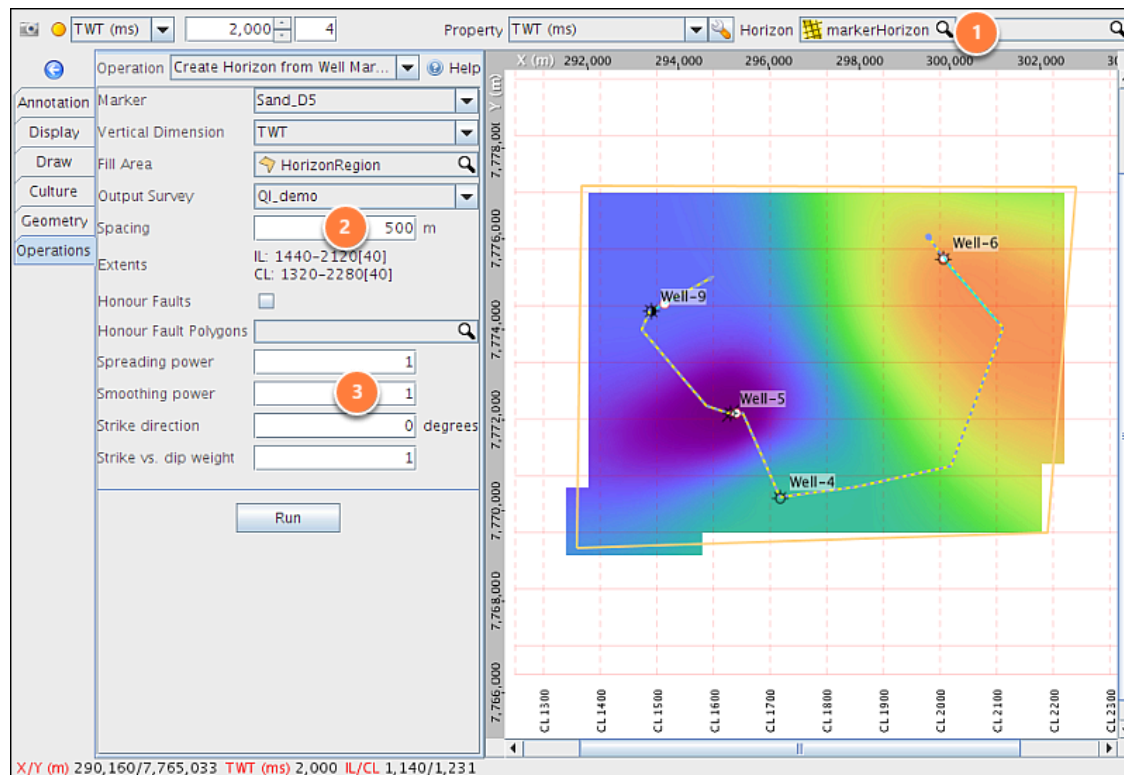 TWT (ms) 2,000 4 Property TWT (ms) Horizon markerHorizon 1
Operation Create Horizon from Well Mar... Help
Annotation
Display
Draw
Culture
Geometry
Operations
Marker Sand_D5
Vertical Dimension TWT
Fill Area HorizonRegion
Output Survey QI_demo
Spacing 2 500 m
Extents IL: 1440-2120[40]
CL: 1320-2280[40]
Honour Faults
Honour Fault Polygons
Spreading power 1
Smoothing power 3 1
Strike direction 0 degrees
Strike vs. dip weight 1
Run
X (m) 292,000 294,000 296,000 298,000 300,000 302,000
Y (m)
7,778,000
7,776,000
7,774,000
7,772,000
7,770,000
7,768,000
7,766,000
Well-6
Well-9
Well-5
Well-4
CL 1300 CL 1400 CL 1500 CL 1600 CL 1700 CL 1800 CL 1900 CL 2000 CL 2100 CL 2200 CL 2300
X/Y (m) 290,160/7,765,033 TWT (ms) 2,000 IL/CL 1,140/1,231